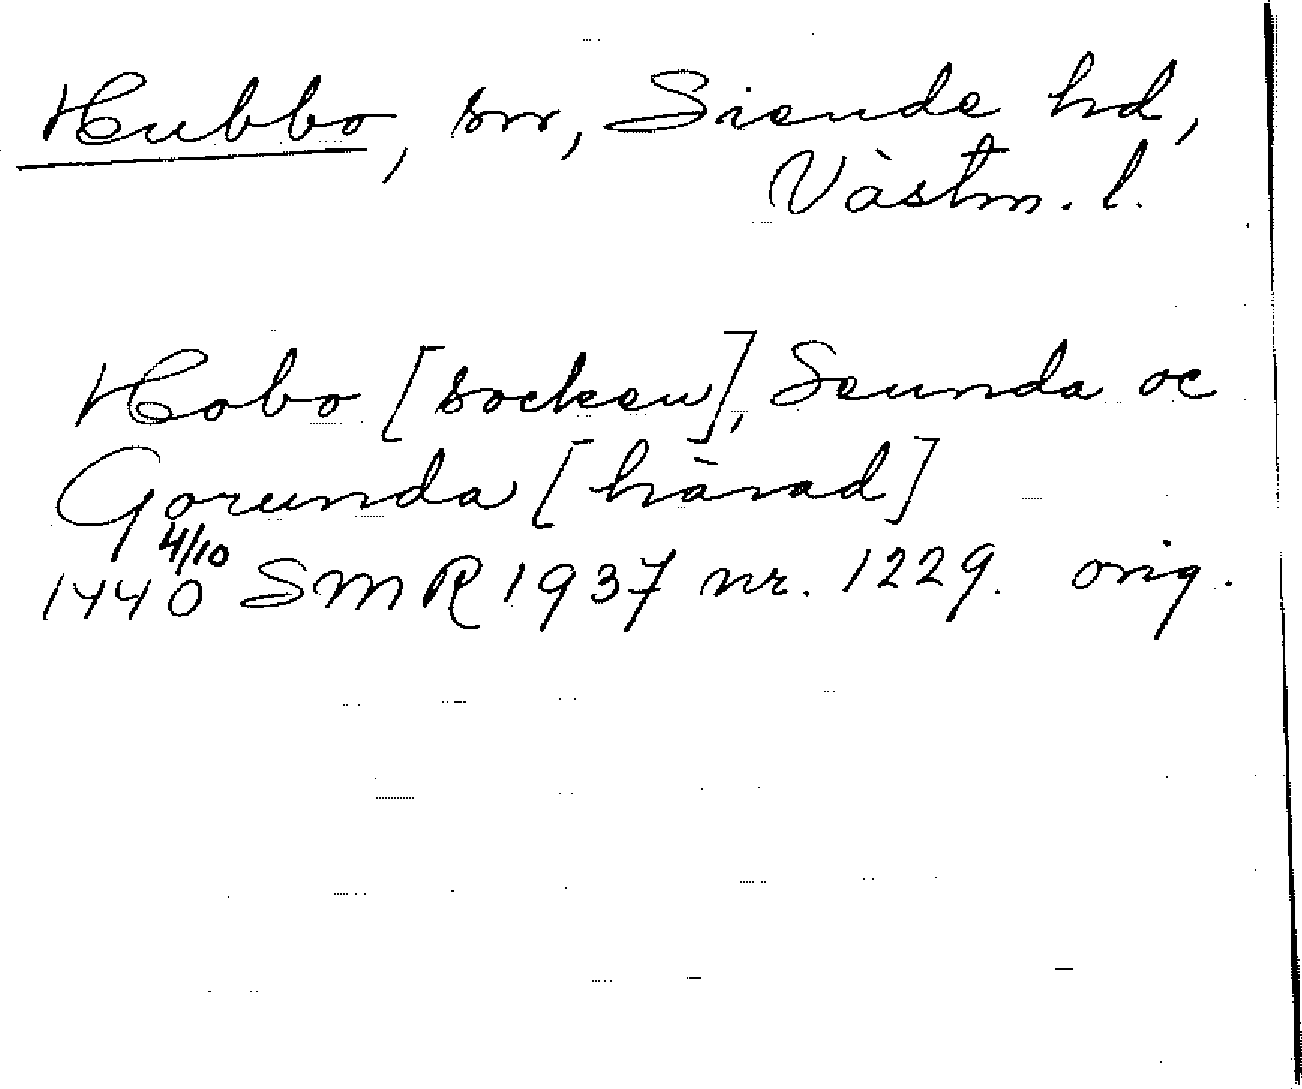 Hubbo, sn, Siende hd,
Västm. l.
Hobo [socken], Seunda oc
Gorunda [härad]
4/10
1440 SMR 1937 nr. 1229. orig.